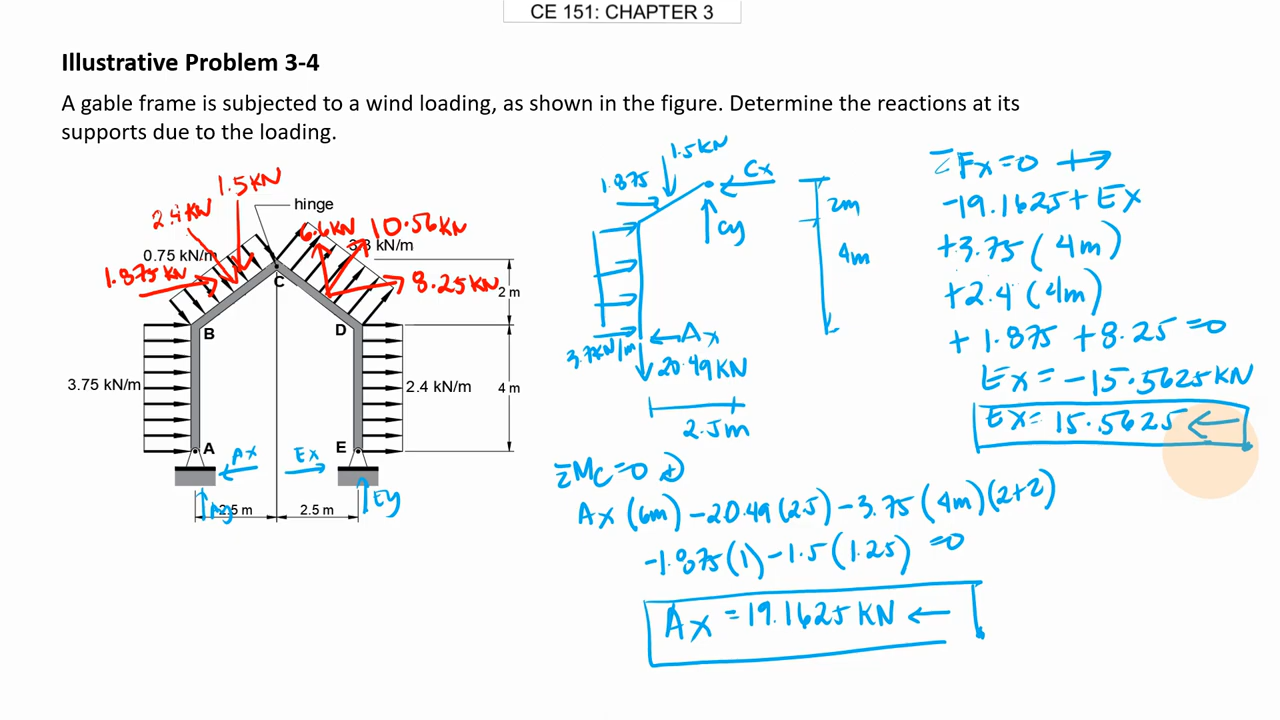 CE 151: CHAPTER 3
Illustrative Problem 3-4
A gable frame is subjected to a wind loading, as shown in the figure. Determine the reactions at its
supports due to the loading.
1.5KN
2.4KN
hinge
0.75 kN/m
1.875 KN
6.6KN
10.56KN
kN/m
8.25KN
C
2 m
B
D
3.75 kN/m
2.4 kN/m
4 m
A
Ax
Ex
E
Ey
2.5 m
2.5 m
1.5KN
1.875
Cx
Cy
2m
4m
Ax
3.75KN/m
20.49KN
2.5m
ΣFx=0 +→
-19.1625+Ex
+3.75(4m)
+2.4(4m)
+1.875+8.25=0
Ex=-15.5625KN
Ex=15.5625 ←
ΣMc=0
Ax(6m)-20.49(2.5)-3.75(4m)(2+2)
-1.875(1)-1.5(1.25)=0
Ax=19.1625KN ←